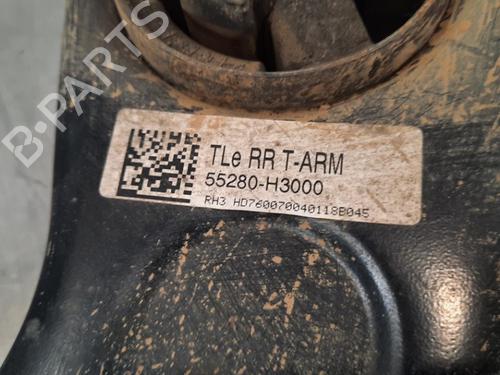 B-PARTS
TLe RR T-ARM
55280-H3000
RH3 HD760070040118B045